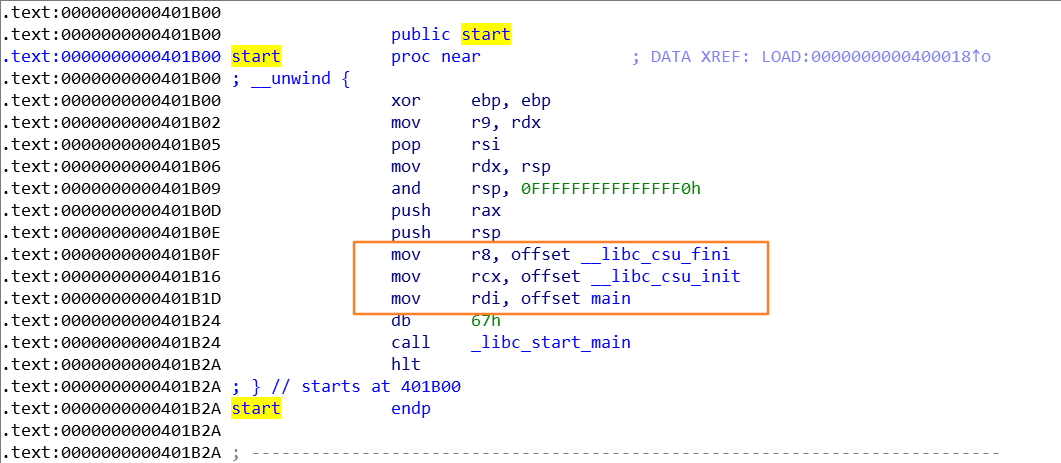 .text:0000000000401B00
.text:0000000000401B00                 public start
.text:0000000000401B00 start           proc near               ; DATA XREF: LOAD:0000000000400018↑o
.text:0000000000401B00 ; __unwind {
.text:0000000000401B00                 xor     ebp, ebp
.text:0000000000401B02                 mov     r9, rdx
.text:0000000000401B05                 pop     rsi
.text:0000000000401B06                 mov     rdx, rsp
.text:0000000000401B09                 and     rsp, 0FFFFFFFFFFFFFFF0h
.text:0000000000401B0D                 push    rax
.text:0000000000401B0E                 push    rsp
.text:0000000000401B0F                 mov     r8, offset __libc_csu_fini
.text:0000000000401B16                 mov     rcx, offset __libc_csu_init
.text:0000000000401B1D                 mov     rdi, offset main
.text:0000000000401B24                 db      67h
.text:0000000000401B24                 call    _libc_start_main
.text:0000000000401B2A                 hlt
.text:0000000000401B2A ; } // starts at 401B00
.text:0000000000401B2A start           endp
.text:0000000000401B2A
.text:0000000000401B2A ; ---------------------------------------------------------------------------